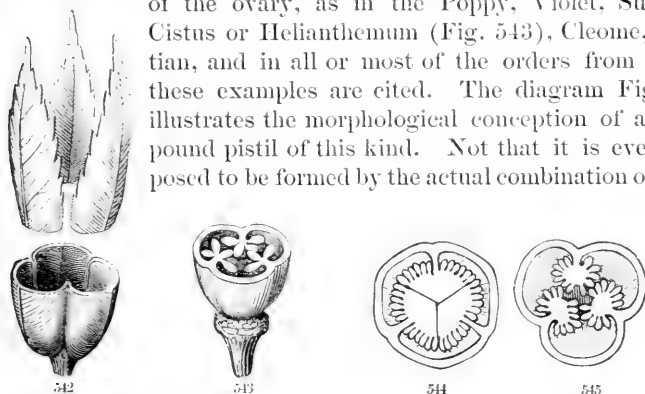 of the ovary, as in the Poppy, Violet,
Cistus or Helianthemum (Fig. 543), Cleome,
tian, and in all or most of the orders from
these examples are cited. The diagram Fig
illustrates the morphological conception of a
pound pistil of this kind. Not that it is eve
posed to be formed by the actual combination o
542 543 544 545